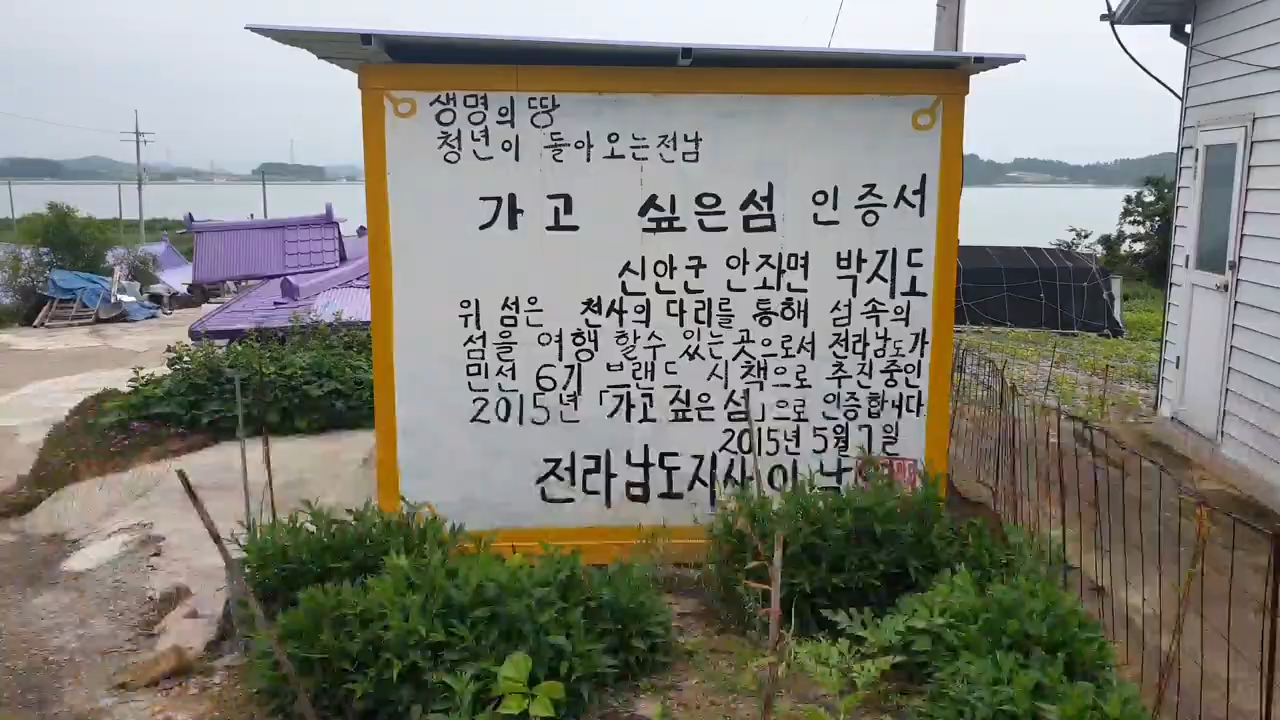 생명의 땅
청년이 돌아오는 전남
가고 싶은섬 인증서
신안군 안좌면 박지도
위 섬은 천사의 다리를 통해 섬 속의
섬을 여행 할수 있는 곳으로서 전라남도가
민선 6기 브랜드 시책으로 추진중인
2015년 「가고싶은 섬」으로 인증합니다.
2015년 5월 7일
전라남도지사 이 낙